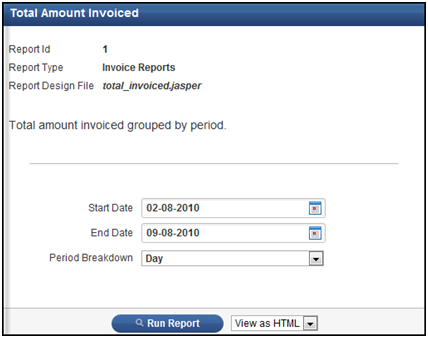 Total Amount Invoiced
Report Id 1
Report Type Invoice Reports
Report Design File total_invoiced.jasper
Total amount invoiced grouped by period.
Start Date 02-08-2010
End Date 09-08-2010
Period Breakdown Day
Run Report View as HTML